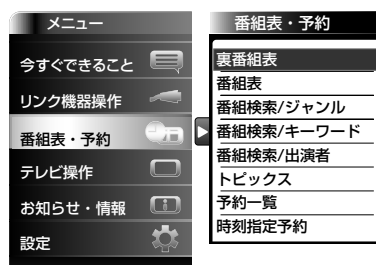 メニュー
今すぐできること
リンク機器操作
番組表・予約
テレビ操作
お知らせ・情報
設定
番組表・予約
裏番組表
番組表
番組検索/ジャンル
番組検索/キーワード
番組検索/出演者
トピックス
予約一覧
時刻指定予約